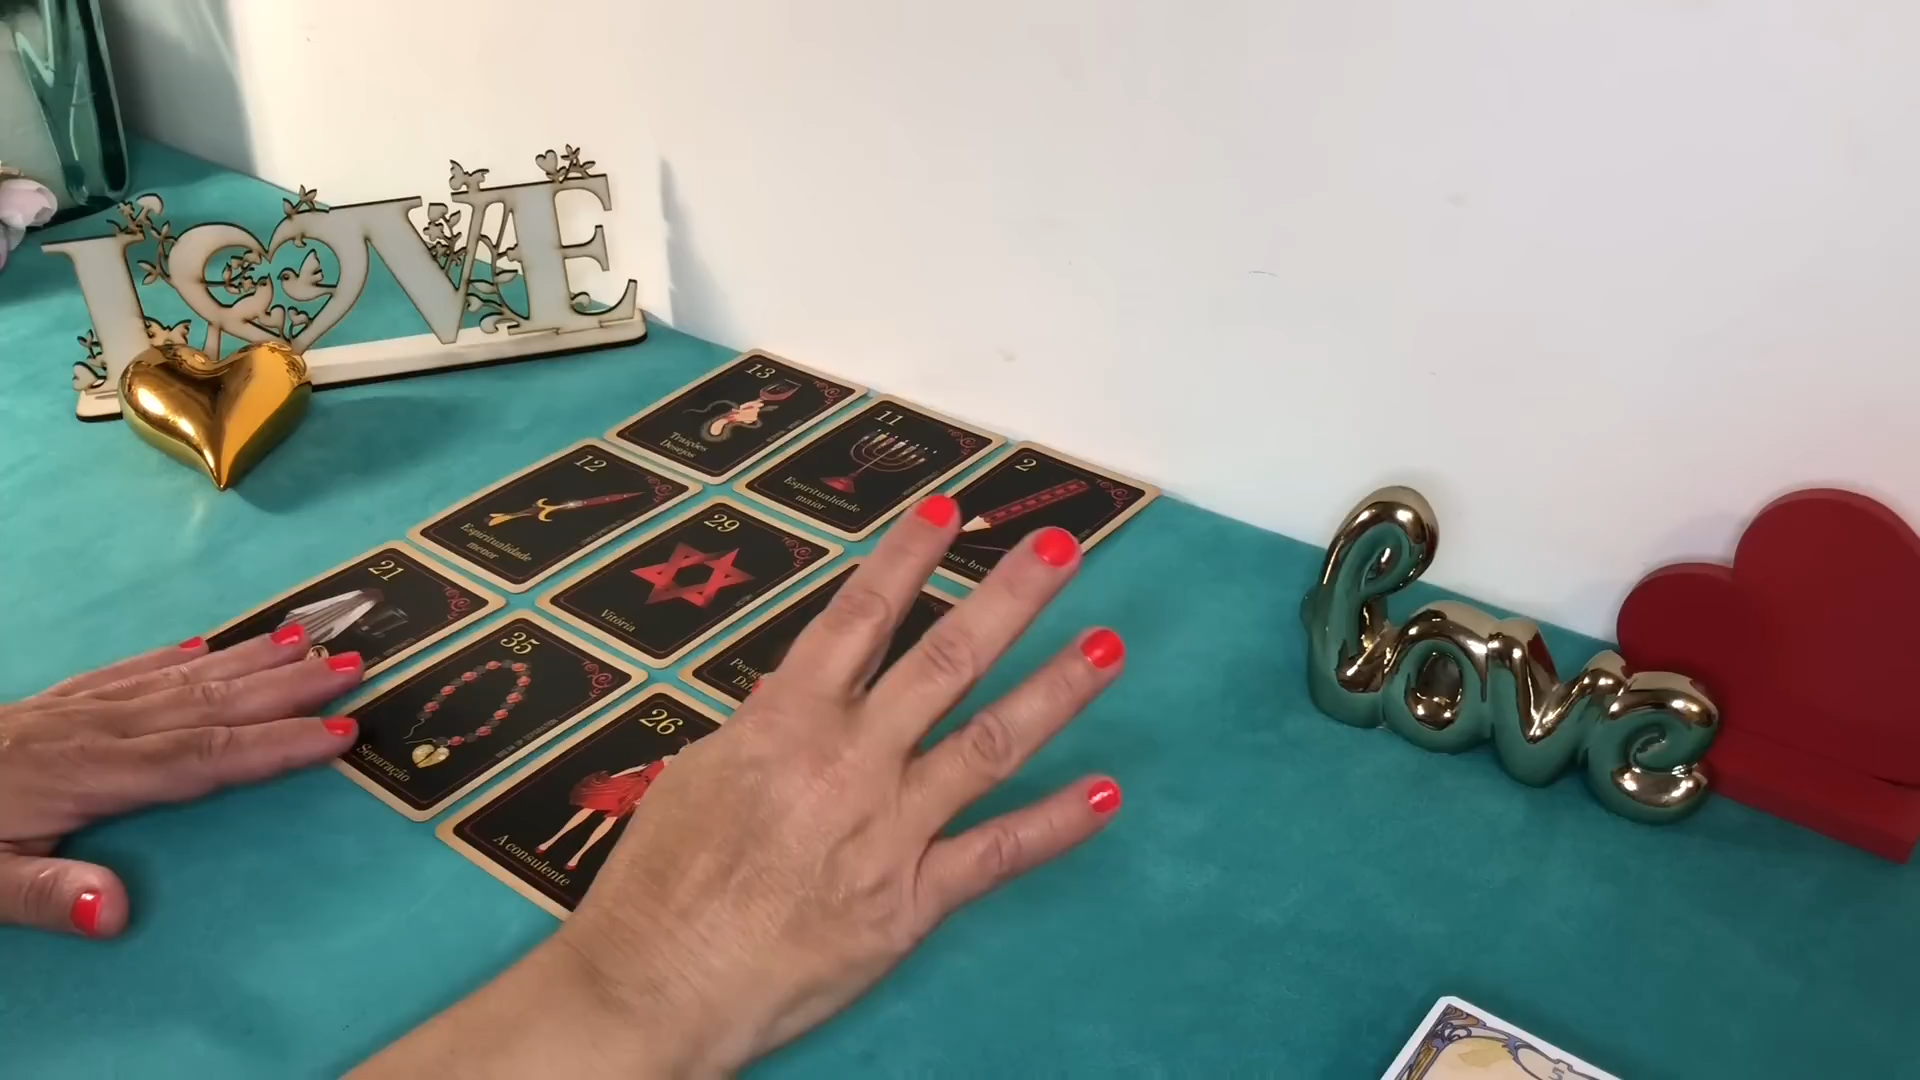 LOVE
13
Traições
Desejos
11
Espiritualidade
maior
2
12
Espiritualidade
menor
29
Vitória
21
35
Separação
26
A consulente
love